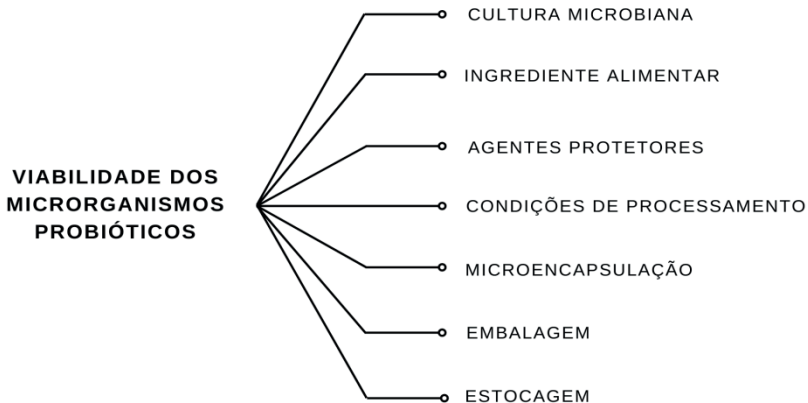 VIABILIDADE DOS
MICRORGANISMOS
PROBIÓTICOS
CULTURA MICROBIANA
INGREDIENTE ALIMENTAR
AGENTES PROTETORES
CONDIÇÕES DE PROCESSAMENTO
MICROENCAPSULAÇÃO
EMBALAGEM
ESTOCAGEM